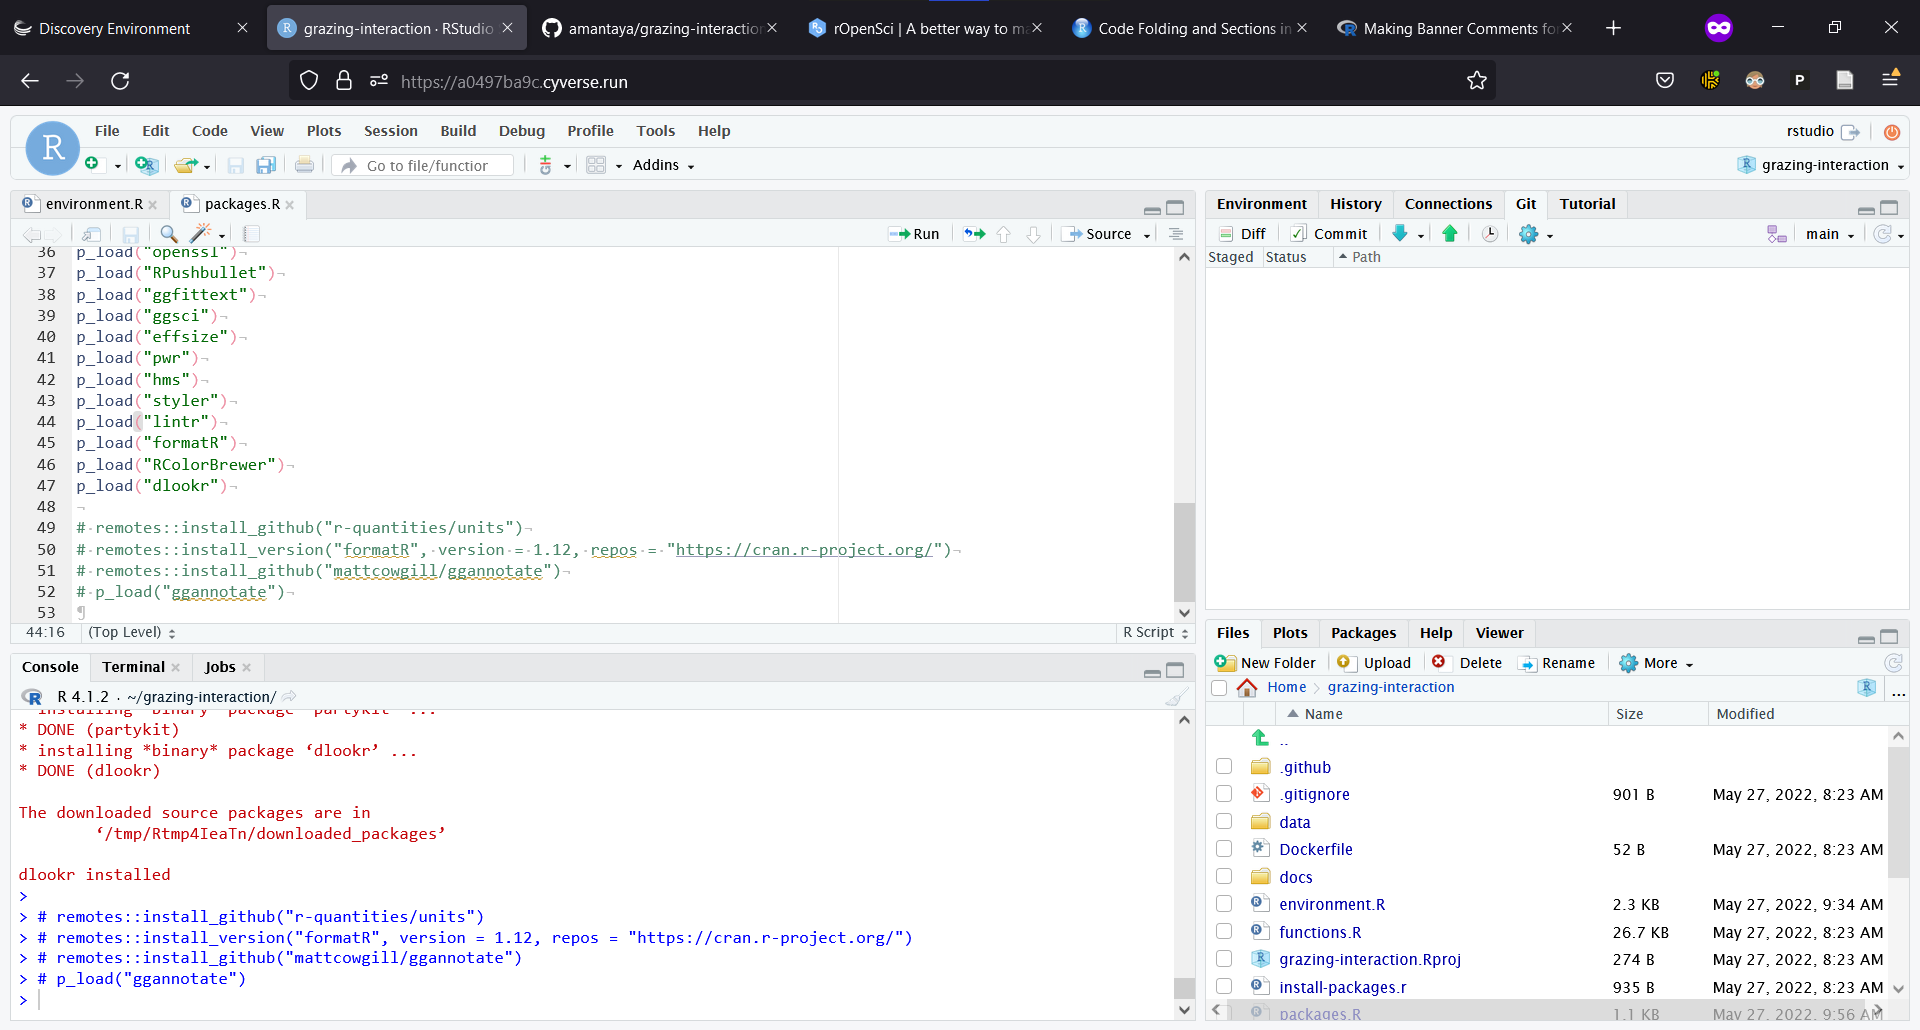 Discovery Environment
grazing-interaction · RStudio
amantaya/grazing-interaction
rOpenSci | A better way to ma
Code Folding and Sections in
Making Banner Comments fo
https://a0497ba9c.cyverse.run
File Edit Code View Plots Session Build Debug Profile Tools Help
rstudio
Go to file/function
Addins
grazing-interaction
environment.R
packages.R
Run
Source
36 p_load("openssl")
37 p_load("RPushbullet")
38 p_load("ggfittext")
39 p_load("ggsci")
40 p_load("effsize")
41 p_load("pwr")
42 p_load("hms")
43 p_load("styler")
44 p_load("lintr")
45 p_load("formatR")
46 p_load("RColorBrewer")
47 p_load("dlookr")
48
49 # remotes::install_github("r-quantities/units")
50 # remotes::install_version("formatR", version = 1.12, repos = "https://cran.r-project.org/")
51 # remotes::install_github("mattcowgill/ggannotate")
52 # p_load("ggannotate")
53
44:16 (Top Level) R Script
Console Terminal Jobs
R 4.1.2 · ~/grazing-interaction/
* installing *binary* package ‘partykit’ ...
* DONE (partykit)
* installing *binary* package ‘dlookr’ ...
* DONE (dlookr)
The downloaded source packages are in
‘/tmp/Rtmp4IeaTn/downloaded_packages’
dlookr installed
>
> # remotes::install_github("r-quantities/units")
> # remotes::install_version("formatR", version = 1.12, repos = "https://cran.r-project.org/")
> # remotes::install_github("mattcowgill/ggannotate")
> # p_load("ggannotate")
>
Environment History Connections Git Tutorial
Diff Commit main
Staged Status Path
Files Plots Packages Help Viewer
New Folder Upload Delete Rename More
Home grazing-interaction ...
Name Size Modified
..
.github
.gitignore 901 B May 27, 2022, 8:23 AM
data
Dockerfile 52 B May 27, 2022, 8:23 AM
docs
environment.R 2.3 KB May 27, 2022, 9:34 AM
functions.R 26.7 KB May 27, 2022, 8:23 AM
grazing-interaction.Rproj 274 B May 27, 2022, 8:23 AM
install-packages.r 935 B May 27, 2022, 8:23 AM
packages.R 1.1 KB May 27, 2022, 9:56 AM